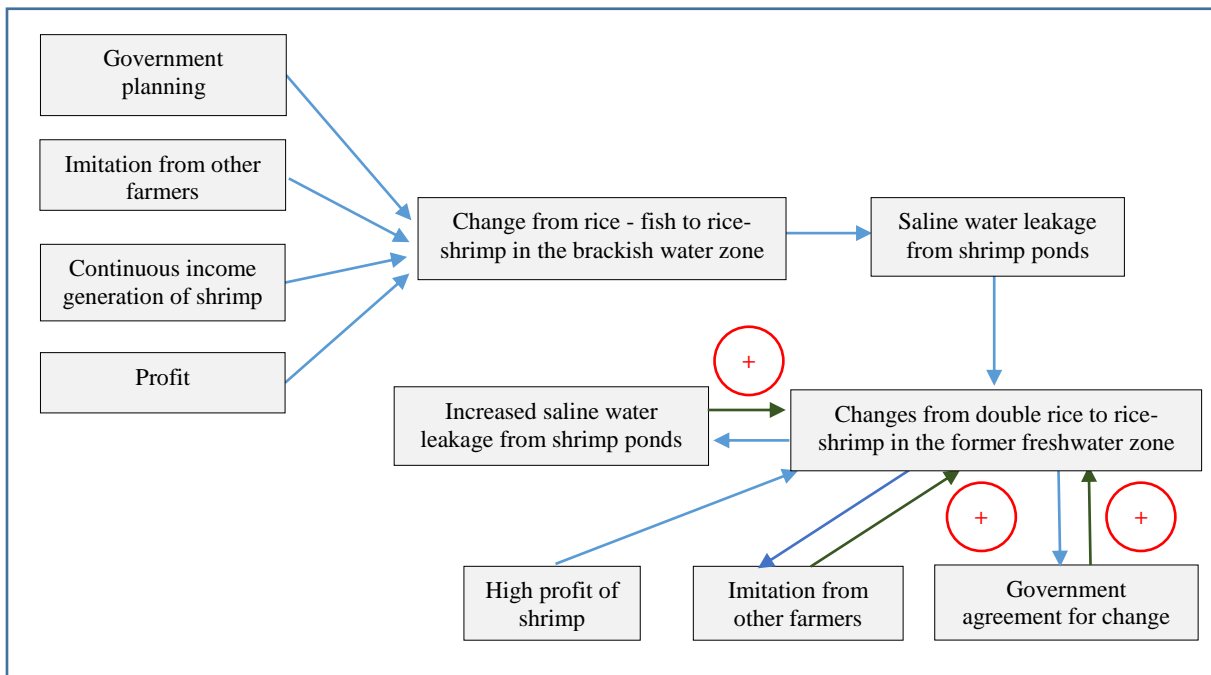 Government
planning
Imitation from other
farmers
Continuous income
generation of shrimp
Profit
Change from rice - fish to rice-
shrimp in the brackish water zone
Saline water leakage
from shrimp ponds
+
Increased saline water
leakage from shrimp ponds
Changes from double rice to rice-
shrimp in the former freshwater zone
+
+
High profit of
shrimp
Imitation from
other farmers
Government
agreement for change